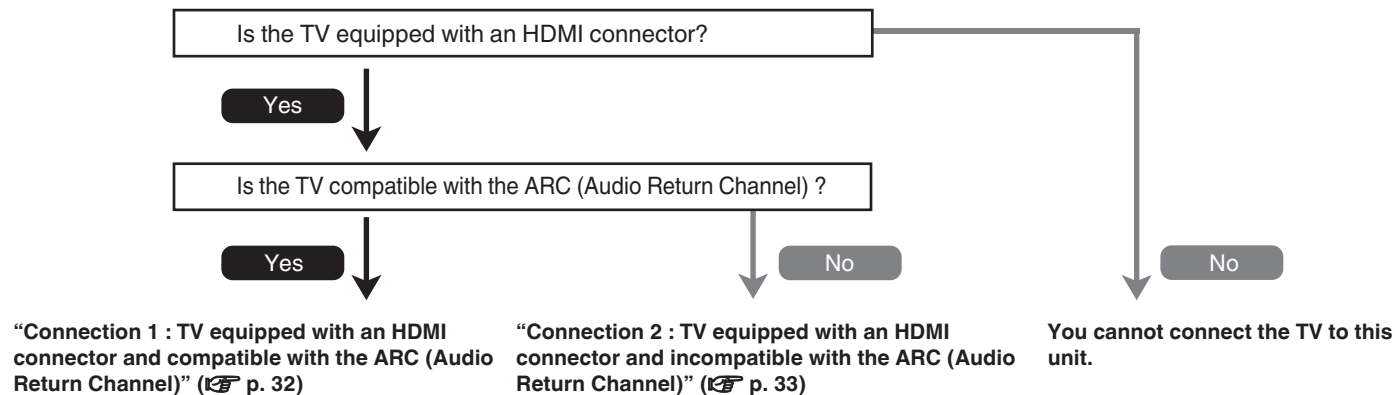 Is the TV equipped with an HDMI connector?
Yes
Is the TV compatible with the ARC (Audio Return Channel) ?
Yes
No
No
“Connection 1 : TV equipped with an HDMI
connector and compatible with the ARC (Audio
Return Channel)” (☞ p. 32)
“Connection 2 : TV equipped with an HDMI
connector and incompatible with the ARC (Audio
Return Channel)” (☞ p. 33)
You cannot connect the TV to this
unit.